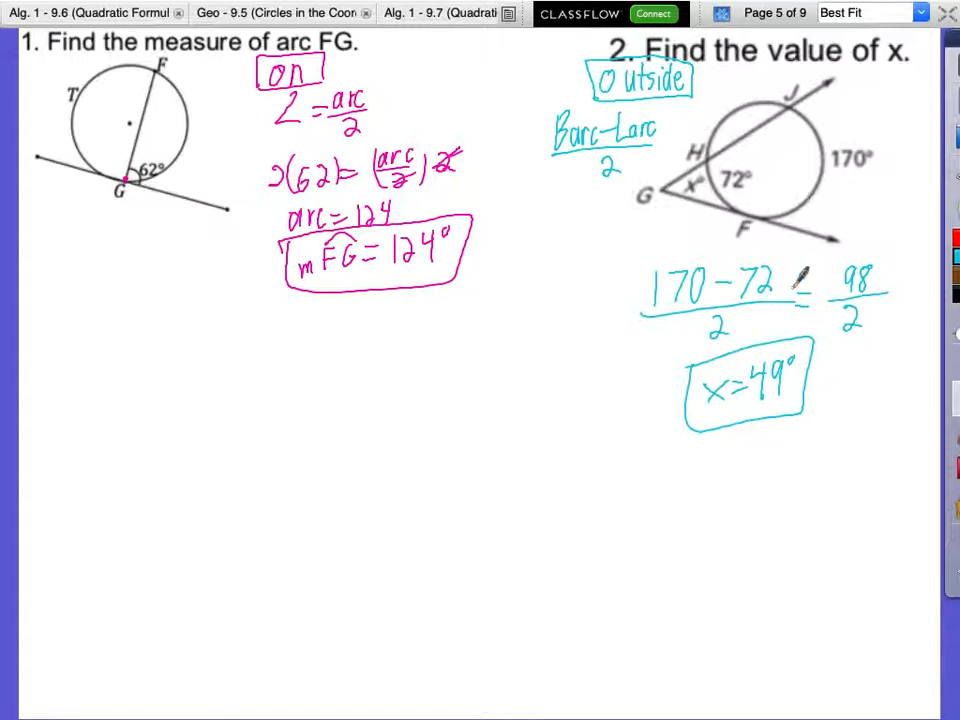 Alg. 1 - 9.6 (Quadratic Formul
Geo - 9.5 (Circles in the Coor
Alg. 1 - 9.7 (Quadrati
CLASSFLOW
Connect
Page 5 of 9
Best Fit
1. Find the measure of arc FG.
on
∠ = arc/2
2(62) = (arc/2) 2
arc = 124
mFG = 124°
T
F
62°
G
2. Find the value of x.
Outside
Barc-Larc
2
J
H
170°
G
x°
72°
F
170 - 72 = 98
2 2
x = 49°